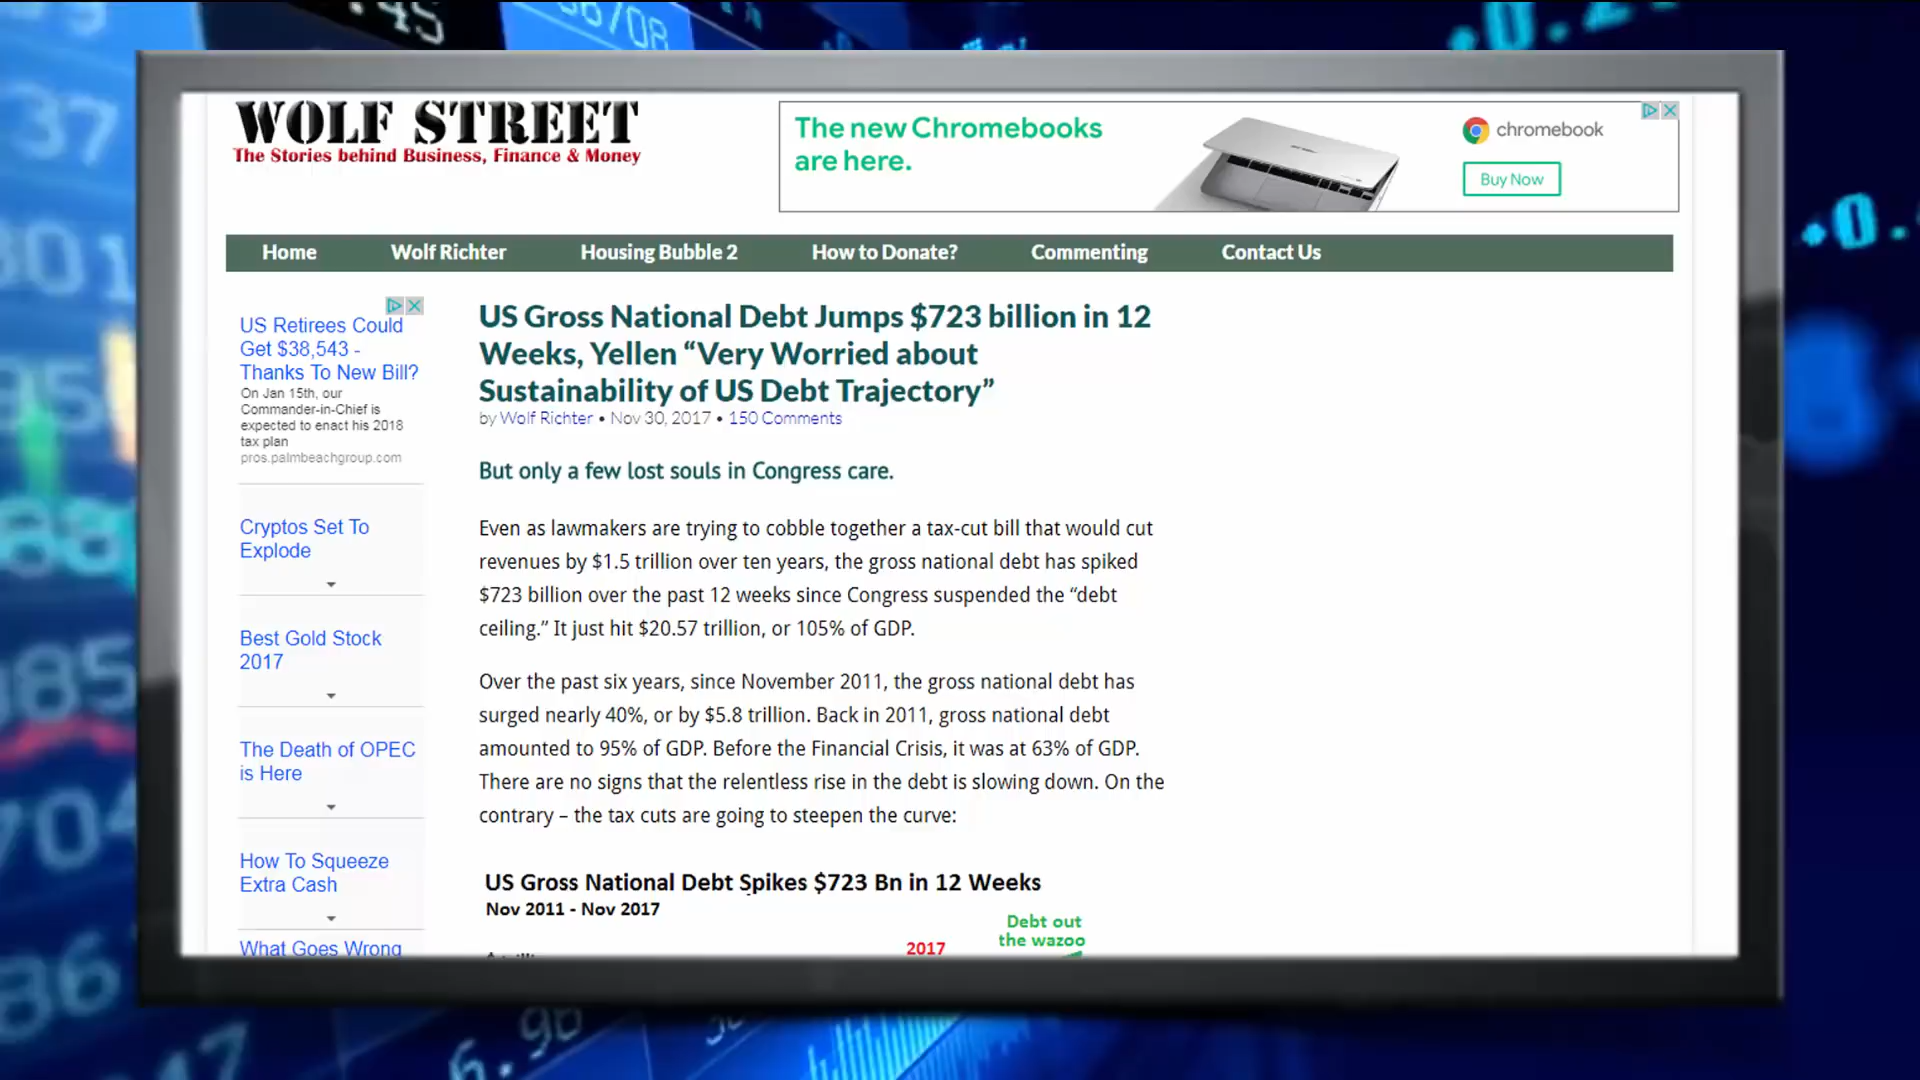 WOLF STREET
The Stories behind Business, Finance & Money
The new Chromebooks
are here.
chromebook
Buy Now
Home Wolf Richter Housing Bubble 2 How to Donate? Commenting Contact Us
US Retirees Could
Get $38,543 -
Thanks To New Bill?
On Jan 15th, our
Commander-in-Chief is
expected to enact his 2018
tax plan
pros.palmbeachgroup.com
Cryptos Set To
Explode
Best Gold Stock
2017
The Death of OPEC
is Here
How To Squeeze
Extra Cash
What Goes Wrong
US Gross National Debt Jumps $723 billion in 12
Weeks, Yellen “Very Worried about
Sustainability of US Debt Trajectory”
by Wolf Richter • Nov 30, 2017 • 150 Comments
But only a few lost souls in Congress care.
Even as lawmakers are trying to cobble together a tax-cut bill that would cut
revenues by $1.5 trillion over ten years, the gross national debt has spiked
$723 billion over the past 12 weeks since Congress suspended the “debt
ceiling.” It just hit $20.57 trillion, or 105% of GDP.
Over the past six years, since November 2011, the gross national debt has
surged nearly 40%, or by $5.8 trillion. Back in 2011, gross national debt
amounted to 95% of GDP. Before the Financial Crisis, it was at 63% of GDP.
There are no signs that the relentless rise in the debt is slowing down. On the
contrary – the tax cuts are going to steepen the curve:
US Gross National Debt Spikes $723 Bn in 12 Weeks
Nov 2011 - Nov 2017
Debt out
the wazoo
2017
37
6.90